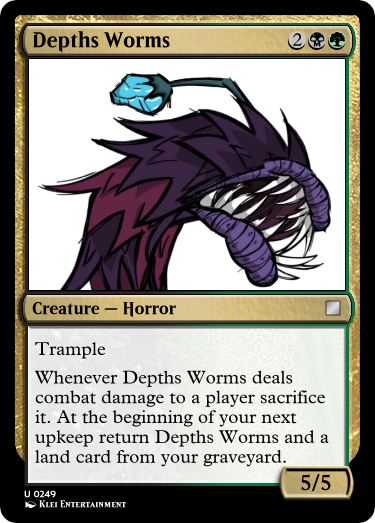 Depths Worms 2
Creature — Horror
Trample
Whenever Depths Worms deals
combat damage to a player sacrifice
it. At the beginning of your next
upkeep return Depths Worms and a
land card from your graveyard.
5/5
U 0249
Klei Entertainment